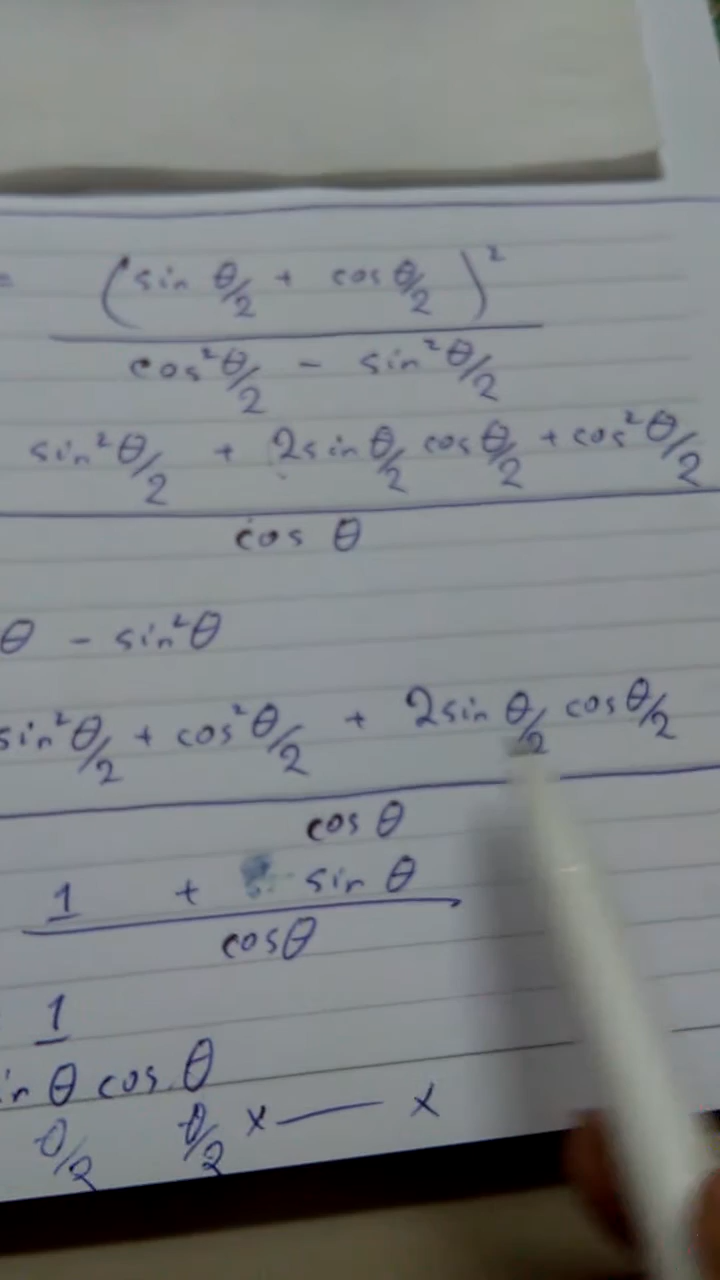 = (sin θ/2 + cos θ/2)²
cos²θ/2 - sin²θ/2
sin²θ/2 + 2sin θ/2 cos θ/2 + cos²θ/2
cos θ
θ - sin²θ
sin²θ/2 + cos²θ/2 + 2sin θ/2 cos θ/2
cos θ
1 + sin θ
cosθ
1
in θ cos θ
θ/2 θ/2 x — x